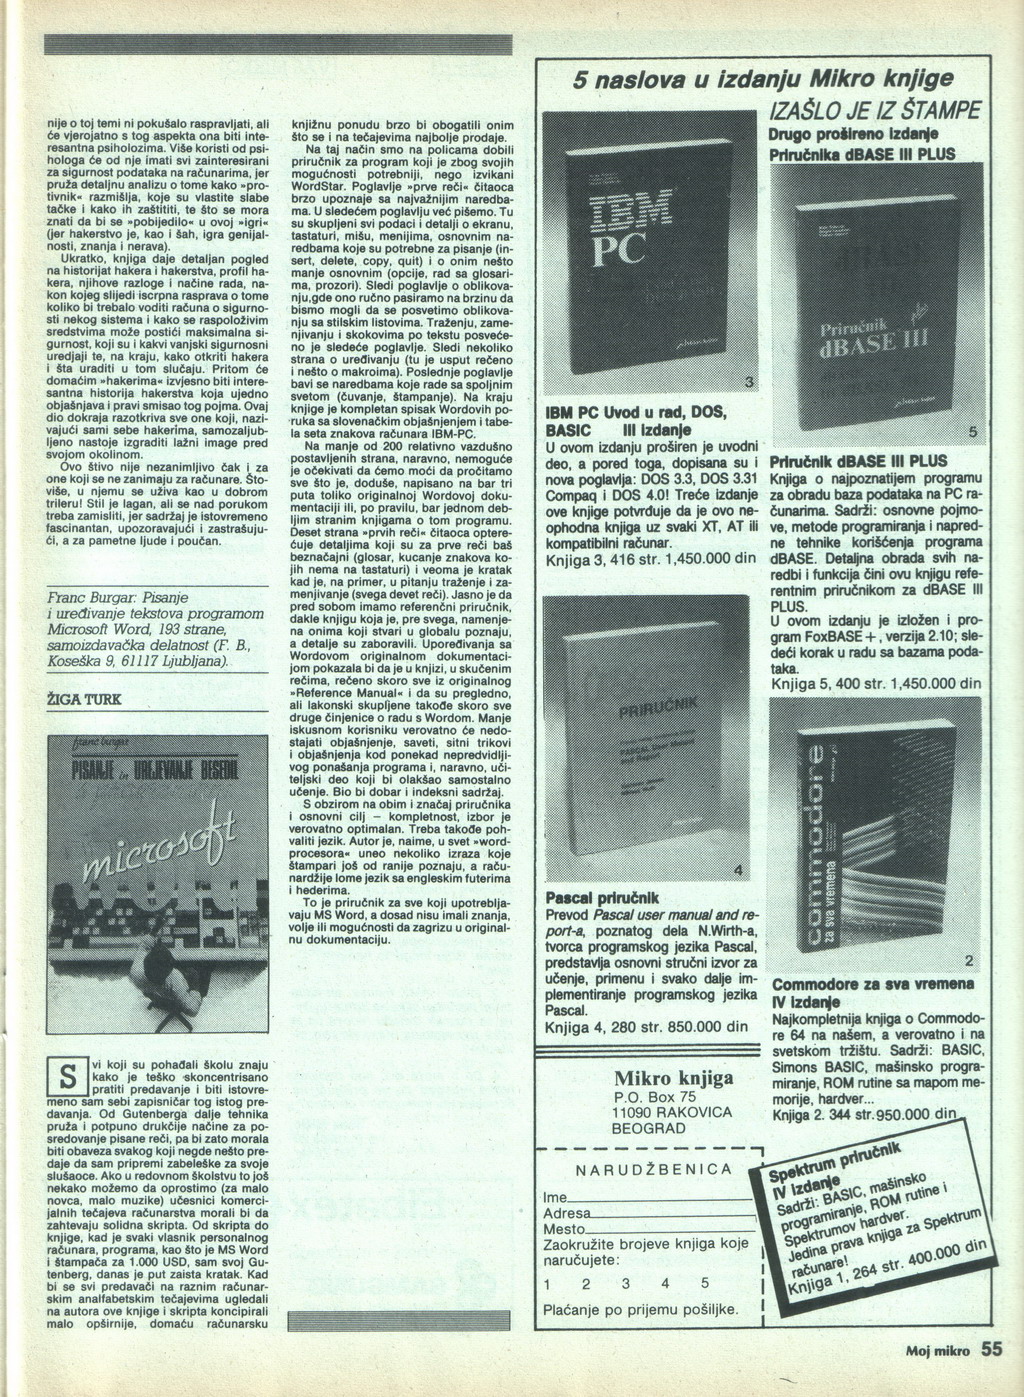 nije o toj temi ni pokušalo raspravljati, ali
će vjerojatno s tog aspekta ona biti inte-
resantna psiholozima. Više koristi od psi-
hologa će od nje imati svi zainteresirani
za sigurnost podataka na računarima, jer
pruža detaljnu analizu o tome kako »pro-
tivnik« razmišlja, koje su vlastite slabe
tačke i kako ih zaštititi, te što se mora
znati da bi se »pobijedilo« u ovoj »igri«
(jer hakerstvo je, kao i šah, igra genijal-
nosti, znanja i nerava).
Ukratko, knjiga daje detaljan pogled
na historijat hakera i hakerstva, profil ha-
kera, njihove razloge i načine rada, na-
kon kojeg slijedi iscrpna rasprava o tome
koliko bi trebalo voditi računa o sigurno-
sti nekog sistema i kako se raspoloživim
sredstvima može postići maksimalna si-
gurnost, koji su i kakvi vanjski sigurnosni
uredjaji te, na kraju, kako otkriti hakera
i šta uraditi u tom slučaju. Pritom će
domaćim »hakerima« izvjesno biti intere-
santna historija hakerstva koja ujedno
objašnjava i pravi smisao tog pojma. Ovaj
dio dokraja razotkriva sve one koji, nazi-
vajući sami sebe hakerima, samozaljub-
ljeno nastoje izgraditi lažni image pred
svojom okolinom.
Ovo štivo nije nezanimljivo čak i za
one koji se ne zanimaju za računare. Što-
više, u njemu se uživa kao u dobrom
trileru! Stil je lagan, ali se nad porukom
treba zamisliti, jer sadržaj je istovremeno
fascinantan, upozoravajući i zastrašuju-
ći, a za pametne ljude i poučan.
Franc Burgar: Pisanje
i uređivanje tekstova programom
Microsoft Word, 193 strane,
samoizdavačka delatnost (F. B.,
Koseška 9, 61117 Ljubljana).
ŽIGA TURK
franc burgar
PISANJE in UREJEVANJE BESEDIL
microsoft
Svi koji su pohađali školu znaju
kako je teško skoncentrisano
pratiti predavanje i biti istovre-
meno sam sebi zapisničar tog istog pre-
davanja. Od Gutenberga dalje tehnika
pruža i potpuno drukčije načine za po-
sredovanje pisane reči, pa bi zato morala
biti obaveza svakog koji negde nešto pre-
daje da sam pripremi zabeleške za svoje
slušaoce. Ako u redovnom školstvu to još
nekako možemo da oprostimo (za malo
novca, malo muzike) učesnici komerci-
jalnih tečajeva računarstva morali bi da
zahtevaju solidna skripta. Od skripta do
knjige, kad je svaki vlasnik personalnog
računara, programa, kao što je MS Word
i štampača za 1.000 USD, sam svoj Gu-
tenberg, danas je put zaista kratak. Kad
bi se svi predavači na raznim računar-
skim analfabetskim tečajevima ugledali
na autora ove knjige i skripta koncipirali
malo opširnije, domaću računarsku
knjižnu ponudu brzo bi obogatili onim
što se i na tečajevima najbolje prodaje.
Na taj način smo na policama dobili
priručnik za program koji je zbog svojih
mogućnosti potrebniji, nego izvikani
WordStar. Poglavlje »prve reči« čitaoca
brzo upoznaje sa najvažnijim naredba-
ma. U sledećem poglavlju već pišemo. Tu
su skupljeni svi podaci i detalji o ekranu,
tastaturi, mišu, menijima, osnovnim na-
redbama koje su potrebne za pisanje (in-
sert, delete, copy, quit) i o onim nešto
manje osnovnim (opcije, rad sa glosari-
ma, prozori). Sledi poglavlje o oblikova-
nju,gde ono ručno pasiramo na brzinu da
bismo mogli da se posvetimo oblikova-
nju sa stilskim listovima. Traženju, zame-
njivanju i skokovima po tekstu posveće-
no je sledeće poglavlje. Sledi nekoliko
strana o uređivanju (tu je usput rečeno
i nešto o makroima). Poslednje poglavlje
bavi se naredbama koje rade sa spoljnim
svetom (čuvanje, štampanje). Na kraju
knjige je kompletan spisak Wordovih po-
ruka sa slovenačkim objašnjenjem i tabe-
la seta znakova računara IBM-PC.
Na manje od 200 relativno vazdušno
postavljenih strana, naravno, nemoguće
je očekivati da ćemo moći da pročitamo
sve što je, doduše, napisano na bar tri
puta toliko originalnoj Wordovoj doku-
mentaciji ili, po pravilu, bar jednom deb-
ljim stranim knjigama o tom programu.
Deset strana »prvih reči« čitaoca optere-
ćuje detaljima koji su za prve reči baš
beznačajni (glosar, kucanje znakova ko-
jih nema na tastaturi) i veoma je kratak
kad je, na primer, u pitanju traženje i za-
menjivanje (svega devet reči). Jasno je da
pred sobom imamo referenčni priručnik,
dakle knjigu koja je, pre svega, namenje-
na onima koji stvari u globalu poznaju,
a detalje su zaboravili. Upoređivanja sa
Wordovom originalnom dokumentaci-
jom pokazala bi da je u knjizi, u skučenim
rečima, rečeno skoro sve iz originalnog
»Reference Manual« i da su pregledno,
ali lakonski skupljene takođe skoro sve
druge činjenice o radu s Wordom. Manje
iskusnom korisniku verovatno će nedo-
stajati objašnjenje, saveti, sitni trikovi
i objašnjenja kod ponekad nepredvidlji-
vog ponašanja programa i, naravno, uči-
teljski deo koji bi olakšao samostalno
učenje. Bio bi dobar i indeksni sadržaj.
S obzirom na obim i značaj priručnika
i osnovni cilj – kompletnost, izbor je
verovatno optimalan. Treba takođe poh-
valiti jezik. Autor je, naime, u svet »word-
procesora« uneo nekoliko izraza koje
štampari još od ranije poznaju, a raču-
nardžije lome jezik sa engleskim futerima
i hederima.
To je priručnik za sve koji upotreblja-
vaju MS Word, a dosad nisu imali znanja,
volje ili mogućnosti da zagrizu u original-
nu dokumentaciju.
5 naslova u izdanju Mikro knjige
IZAŠLO JE IZ ŠTAMPE
Drugo prošireno izdanje
Priručnika dBASE III PLUS
IBM
PC
3
Priručnik
dBASE III
5
IBM PC Uvod u rad, DOS,
BASIC III Izdanje
U ovom izdanju proširen je uvodni
deo, a pored toga, dopisana su i
nova poglavlja: DOS 3.3, DOS 3.31
Compaq i DOS 4.0! Treće izdanje
ove knjige potvrđuje da je ovo ne-
ophodna knjiga uz svaki XT, AT ili
kompatibilni računar.
Knjiga 3, 416 str. 1,450.000 din
PRIRUČNIK
PASCAL User Manual
and Report
4
Pascal priručnik
Prevod Pascal user manual and re-
port-a, poznatog dela N.Wirth-a,
tvorca programskog jezika Pascal,
predstavlja osnovni stručni izvor za
učenje, primenu i svako dalje im-
plementiranje programskog jezika
Pascal.
Knjiga 4, 280 str. 850.000 din
Priručnik dBASE III PLUS
Knjiga o najpoznatijem programu
za obradu baza podataka na PC ra-
čunarima. Sadrži: osnovne pojmo-
ve, metode programiranja i napred-
ne tehnike korišćenja programa
dBASE. Detaljna obrada svih na-
redbi i funkcija čini ovu knjigu refe-
rentnim priručnikom za dBASE III
PLUS.
U ovom izdanju je izložen i pro-
gram FoxBASE+, verzija 2.10; sle-
deći korak u radu sa bazama poda-
taka.
Knjiga 5, 400 str. 1,450.000 din
commodore
za sva vremena
2
Commodore za sva vremena
IV Izdanje
Najkompletnija knjiga o Commodo-
re 64 na našem, a verovatno i na
svetskom tržištu. Sadrži: BASIC,
Simons BASIC, mašinsko progra-
miranje, ROM rutine sa mapom me-
morije, hardver...
Knjiga 2. 344 str.950.000 din
Mikro knjiga
P.O. Box 75
11090 RAKOVICA
BEOGRAD
NARUDŽBENICA
Ime
Adresa
Mesto
Zaokružite brojeve knjiga koje
naručujete:
1 2 3 4 5
Plaćanje po prijemu pošiljke.
Spektrum priručnik
IV Izdanje
Sadrži: BASIC, mašinsko
programiranje, ROM rutine i
Spektrumov hardver.
Jedina prava knjiga za Spektrum
računare!
Knjiga 1, 264 str. 400.000 din
Moj mikro 55